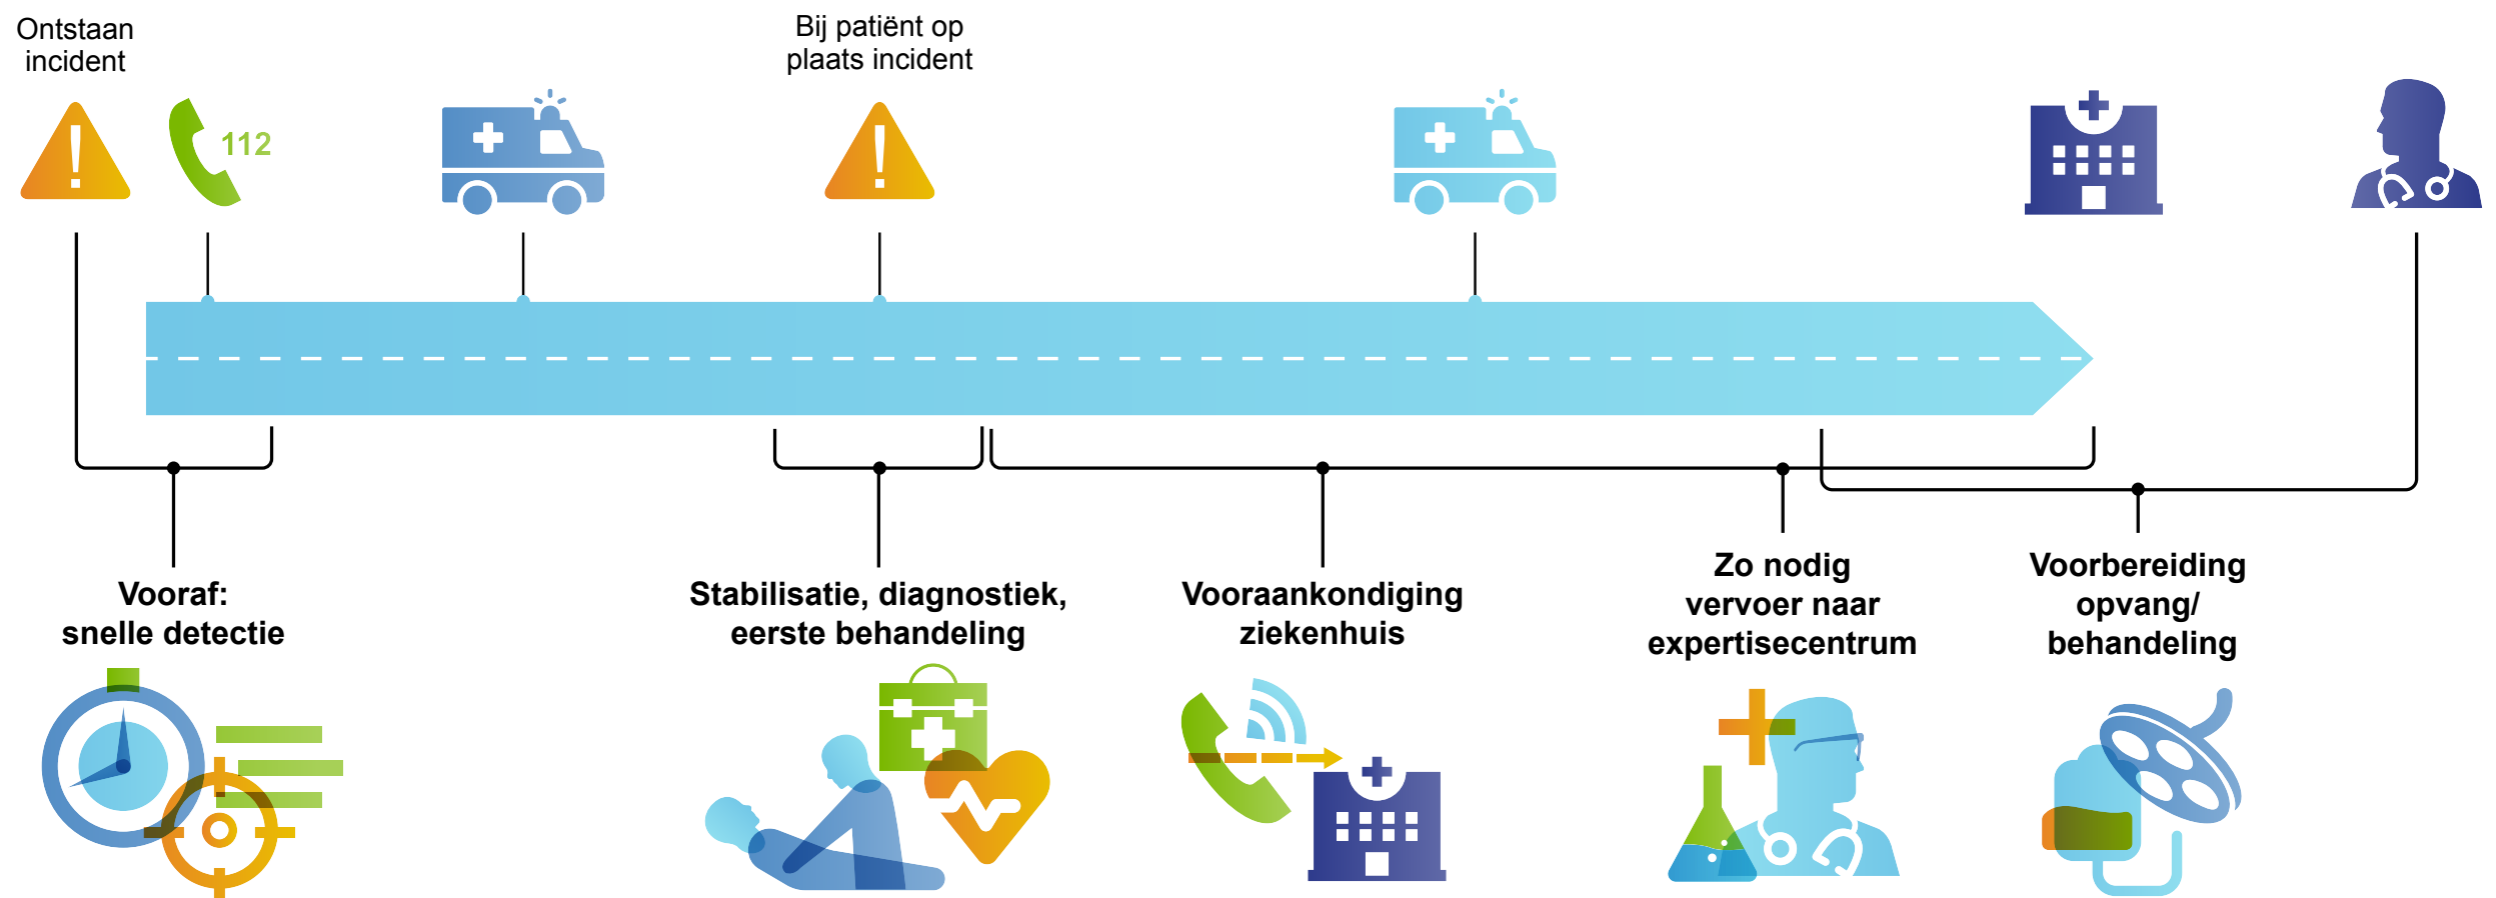 Ontstaan
incident
112
Bij patiënt op
plaats incident
Vooraf:
snelle detectie
Stabilisatie, diagnostiek,
eerste behandeling
Vooraankondiging
ziekenhuis
Zo nodig
vervoer naar
expertisecentrum
Voorbereiding
opvang/
behandeling